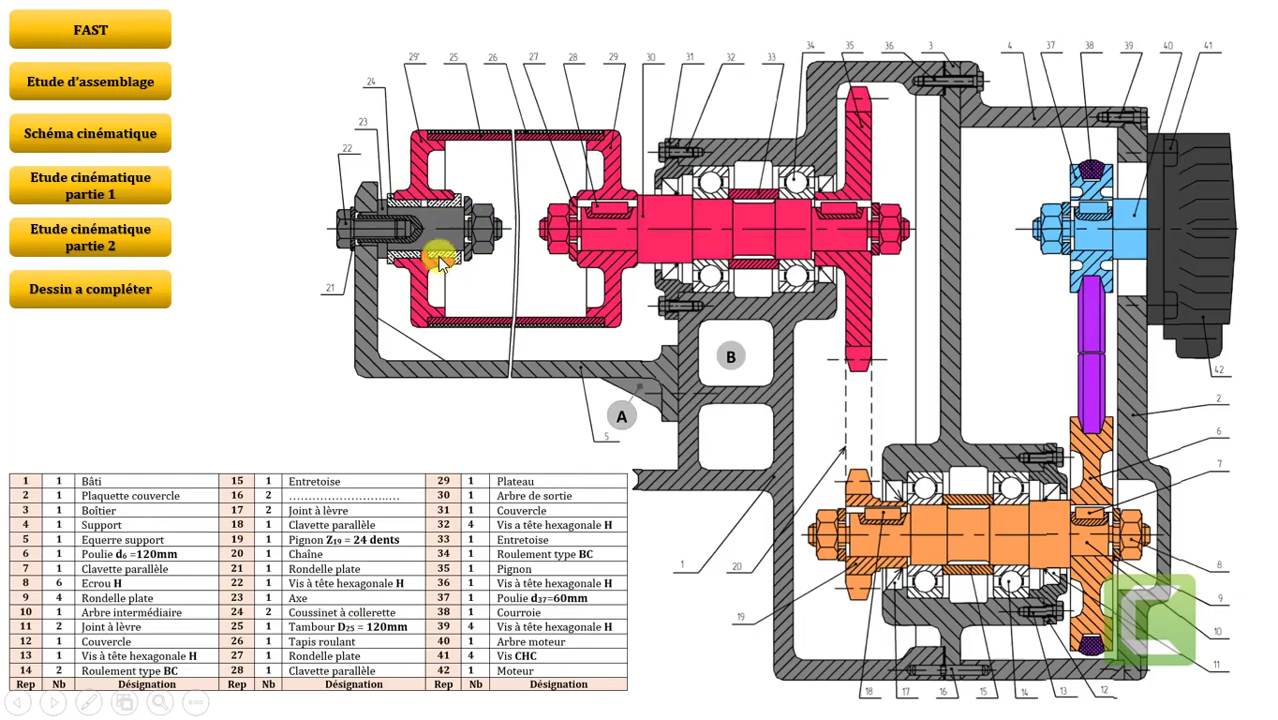 FAST
Etude d'assemblage
Schéma cinématique
Etude cinématique
partie 1
Etude cinématique
partie 2
Dessin a compléter
29' 25 26 27 28 29 30 31 32 33 34 35 36 3 4 37 38 39 40 41
24
23
22
21
5
A
B
42
2
6
7
8
9
10
11
1 20
19
18 17 16 15 14 13 12
1 1 Bâti 15 1 Entretoise 29 1 Plateau
2 1 Plaquette couvercle 16 2 ............................ 30 1 Arbre de sortie
3 1 Boîtier 17 2 Joint à lèvre 31 1 Couvercle
4 1 Support 18 1 Clavette parallèle 32 4 Vis a tête hexagonale H
5 1 Equerre support 19 1 Pignon Z₁₉ = 24 dents 33 1 Entretoise
6 1 Poulie d₆ =120mm 20 1 Chaîne 34 1 Roulement type BC
7 1 Clavette parallèle 21 1 Rondelle plate 35 1 Pignon
8 6 Ecrou H 22 1 Vis à tête hexagonale H 36 1 Vis à tête hexagonale H
9 4 Rondelle plate 23 1 Axe 37 1 Poulie d₃₇=60mm
10 1 Arbre intermédiaire 24 2 Coussinet à collerette 38 1 Courroie
11 2 Joint à lèvre 25 1 Tambour D₂₅ = 120mm 39 4 Vis à tête hexagonale H
12 1 Couvercle 26 1 Tapis roulant 40 1 Arbre moteur
13 1 Vis à tête hexagonale H 27 1 Rondelle plate 41 4 Vis CHC
14 2 Roulement type BC 28 1 Clavette parallèle 42 1 Moteur
Rep Nb Désignation Rep Nb Désignation Rep Nb Désignation